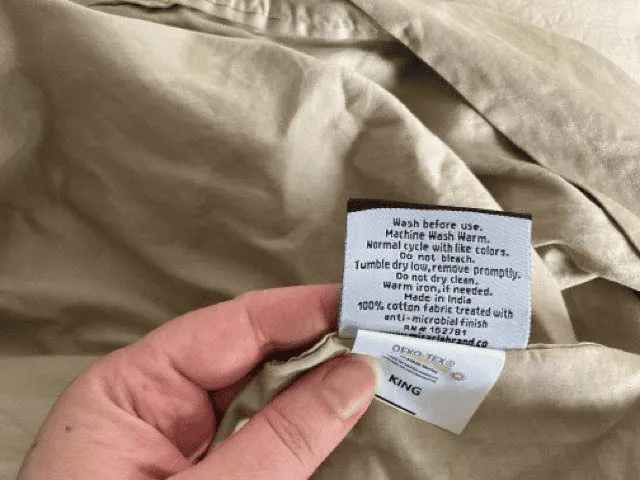 Wash before use.
Machine Wash Warm.
Normal cycle with like colors.
Do not bleach.
Tumble dry low, remove promptly.
Do not dry clean.
Warm iron, if needed.
Made in India
100% cotton fabric treated with
anti-microbial finish
RN # 162781
OEKO-TEX®
KING